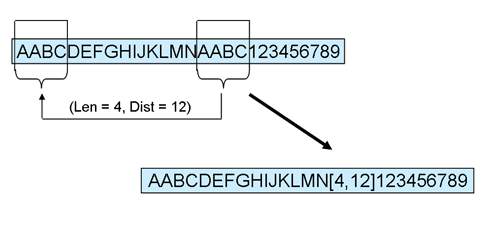 AABCDEFGHIJKLMNAABC123456789
(Len = 4, Dist = 12)
AABCDEFGHIJKLMN[4,12]123456789